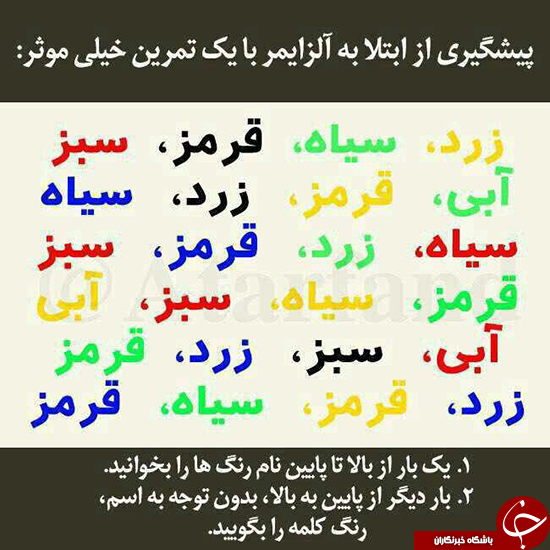 پیشگیری از ابتلا به آلزایمر با یک تمرین خیلی موثر:
زرد، سیاه، قرمز، سبز
آبی، قرمز، زرد، سیاه
سیاه، زرد، قرمز، سبز
قرمز، سیاه، سبز، آبی
آبی، سبز، زرد، قرمز
زرد، قرمز، سیاه، قرمز
۱. یک بار از بالا تا پایین نام رنگ ها را بخوانید.
۲. بار دیگر از پایین به بالا، بدون توجه به اسم،
رنگ کلمه را بگویید.
باشگاه خبرنگاران